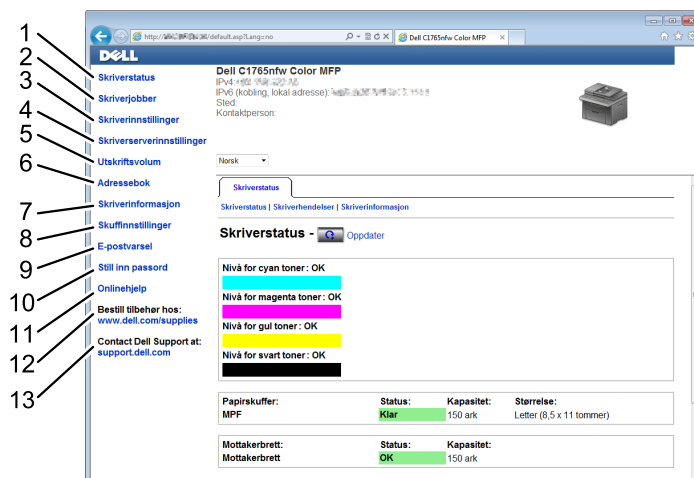 http:// /default.asp?Lang=no
Dell C1765nfw Color MFP
DELL
1 Skriverstatus
2 Skriverjobber
3 Skriverinnstillinger
4 Skriverserverinnstillinger
5 Utskriftsvolum
6 Adressebok
7 Skriverinformasjon
8 Skuffinnstillinger
9 E-postvarsel
10 Still inn passord
11 Onlinehjelp
12 Bestill tilbehør hos:
www.dell.com/supplies
13 Contact Dell Support at:
support.dell.com
Dell C1765nfw Color MFP
IPv4:
IPv6 (kobling, lokal adresse):
Sted:
Kontaktperson:
Norsk
Skriverstatus
Skriverstatus | Skriverhendelser | Skriverinformasjon
Skriverstatus - Oppdater
Nivå for cyan toner: OK
Nivå for magenta toner: OK
Nivå for gul toner: OK
Nivå for svart toner: OK
Papirskuffer: Status: Kapasitet: Størrelse:
MPF Klar 150 ark Letter (8,5 x 11 tommer)
Mottakerbrett: Status: Kapasitet:
Mottakerbrett OK 150 ark